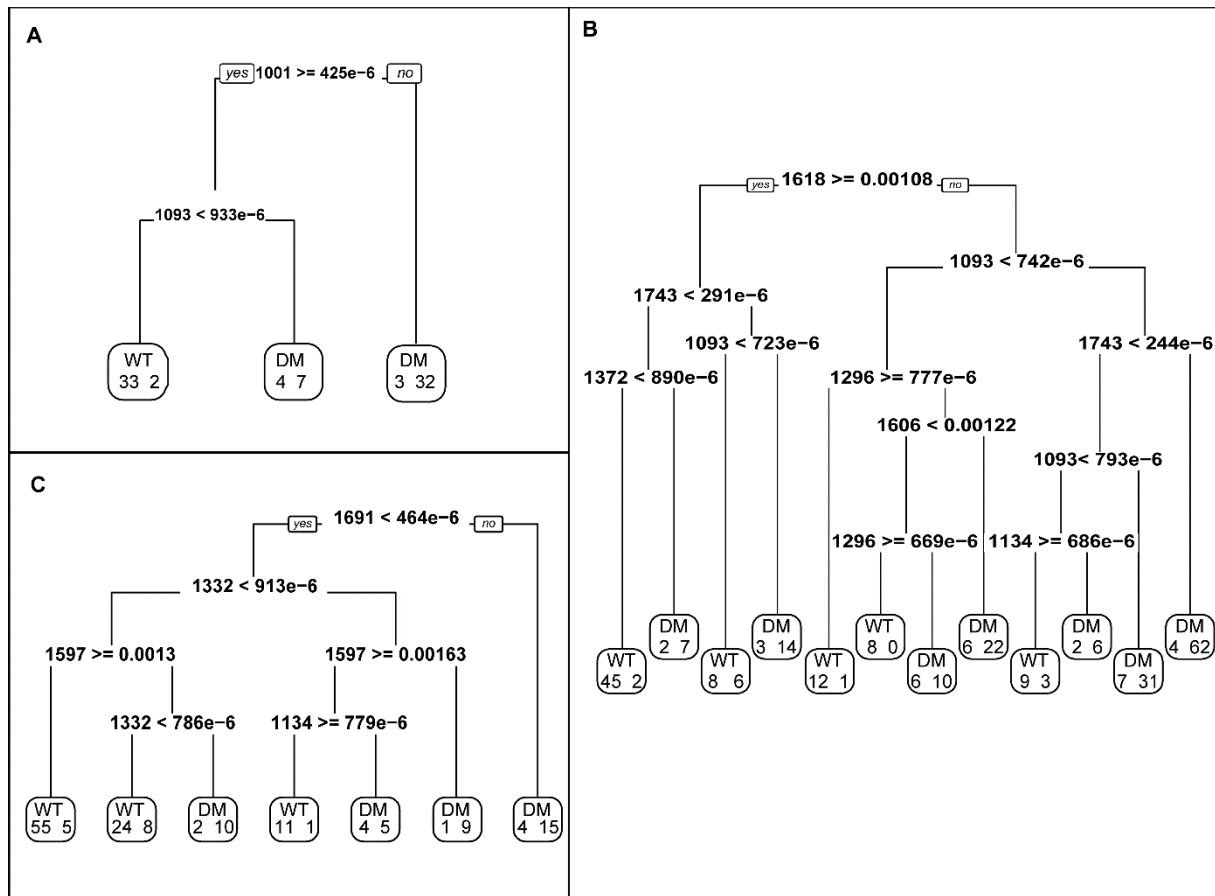 A
yes 1001 >= 425e−6 no
1093 < 933e−6
WT
33 2
DM
4 7
DM
3 32
B
yes 1618 >= 0.00108 no
1093 < 742e−6
1743 < 291e−6
1093 < 723e−6
1743 < 244e−6
1372 < 890e−6
1296 >= 777e−6
1606 < 0.00122
1093< 793e−6
1296 >= 669e−6
1134 >= 686e−6
WT
45 2
DM
2 7
WT
8 6
DM
3 14
WT
12 1
WT
8 0
DM
6 10
DM
6 22
WT
9 3
DM
2 6
DM
7 31
DM
4 62
C
yes 1691 < 464e−6 no
1332 < 913e−6
1597 >= 0.0013
1597 >= 0.00163
1332 < 786e−6
1134 >= 779e−6
WT
55 5
WT
24 8
DM
2 10
WT
11 1
DM
4 5
DM
1 9
DM
4 15